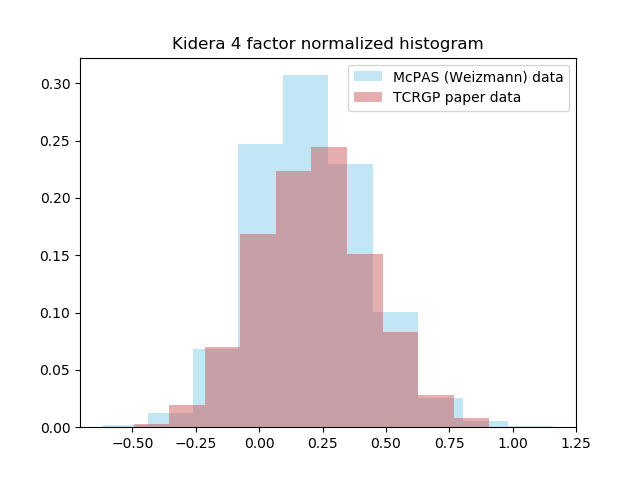 Kidera 4 factor normalized histogram
McPAS (Weizmann) data
TCRGP paper data
0.30
0.25
0.20
0.15
0.10
0.05
0.00
−0.50 −0.25 0.00 0.25 0.50 0.75 1.00 1.25